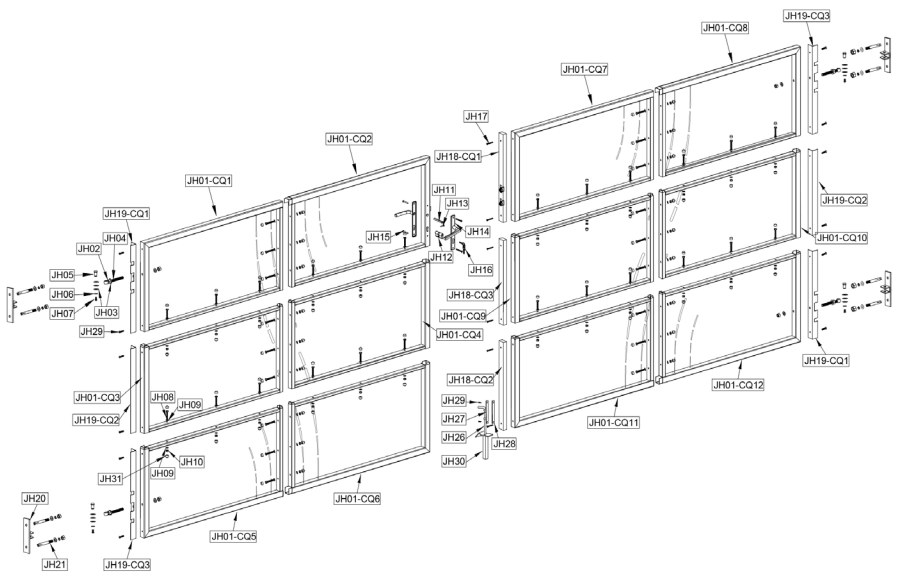 JH19-CQ3
JH01-CQ8
JH01-CQ7
JH17
JH18-CQ1
JH01-CQ2
JH01-CQ1
JH11
JH13
JH19-CQ1
JH04
JH02
JH05
JH15
JH14
JH12
JH16
JH19-CQ2
JH01-CQ10
JH06
JH03
JH07
JH29
JH18-CQ3
JH01-CQ9
JH01-CQ4
JH19-CQ1
JH18-CQ2
JH01-CQ12
JH01-CQ3
JH08
JH09
JH19-CQ2
JH29
JH27
JH26
JH28
JH01-CQ11
JH30
JH10
JH31
JH09
JH20
JH01-CQ6
JH01-CQ5
JH21
JH19-CQ3